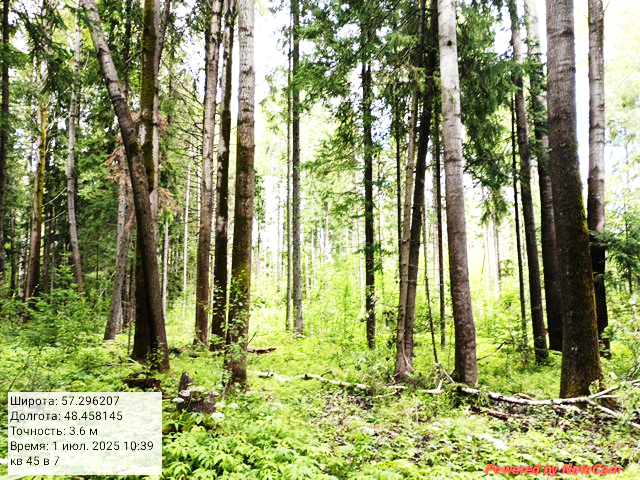 Широта: 57.296207
Долгота: 48.458145
Точность: 3.6 м
Время: 1 июл. 2025 10:39
кв 45 в 7
Powered by NoteCam